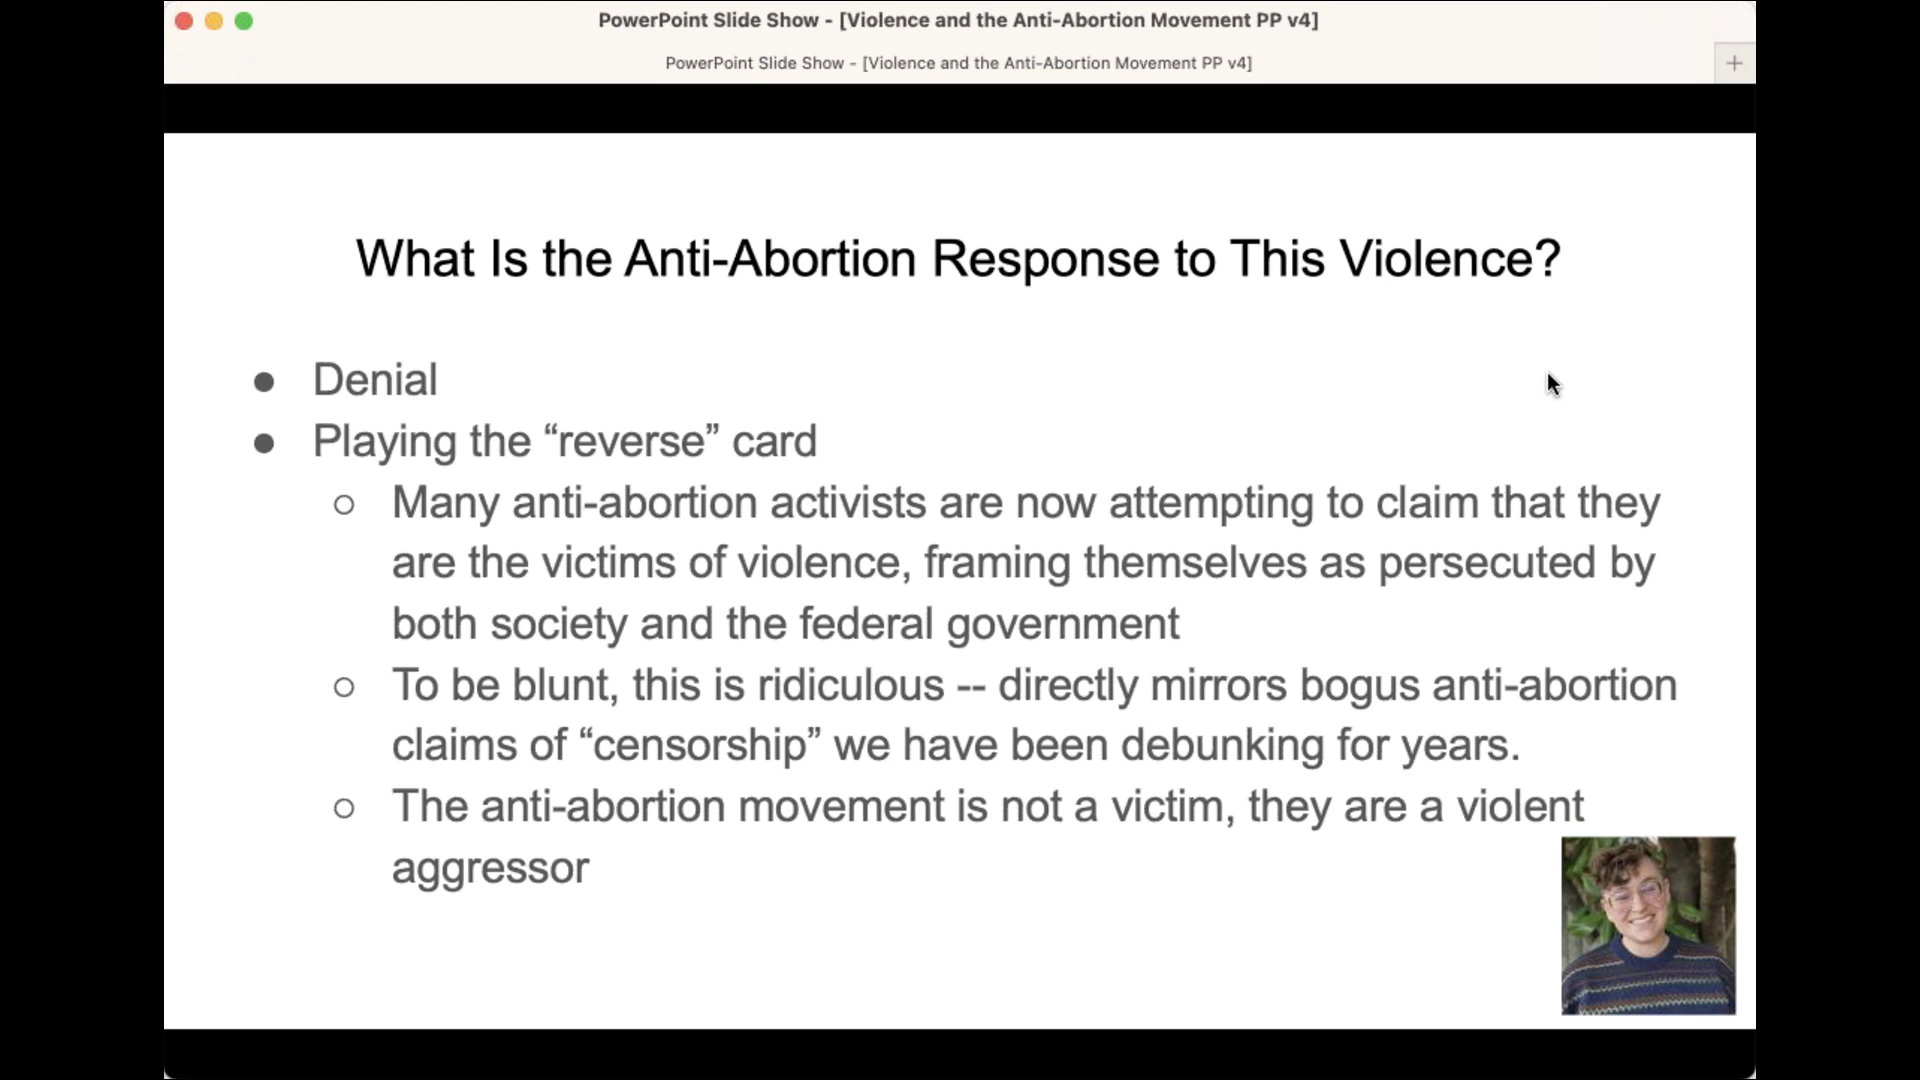 PowerPoint Slide Show - [Violence and the Anti-Abortion Movement PP v4]
PowerPoint Slide Show - [Violence and the Anti-Abortion Movement PP v4]
What Is the Anti-Abortion Response to This Violence?
● Denial
● Playing the “reverse” card
○ Many anti-abortion activists are now attempting to claim that they
are the victims of violence, framing themselves as persecuted by
both society and the federal government
○ To be blunt, this is ridiculous -- directly mirrors bogus anti-abortion
claims of “censorship” we have been debunking for years.
○ The anti-abortion movement is not a victim, they are a violent
aggressor